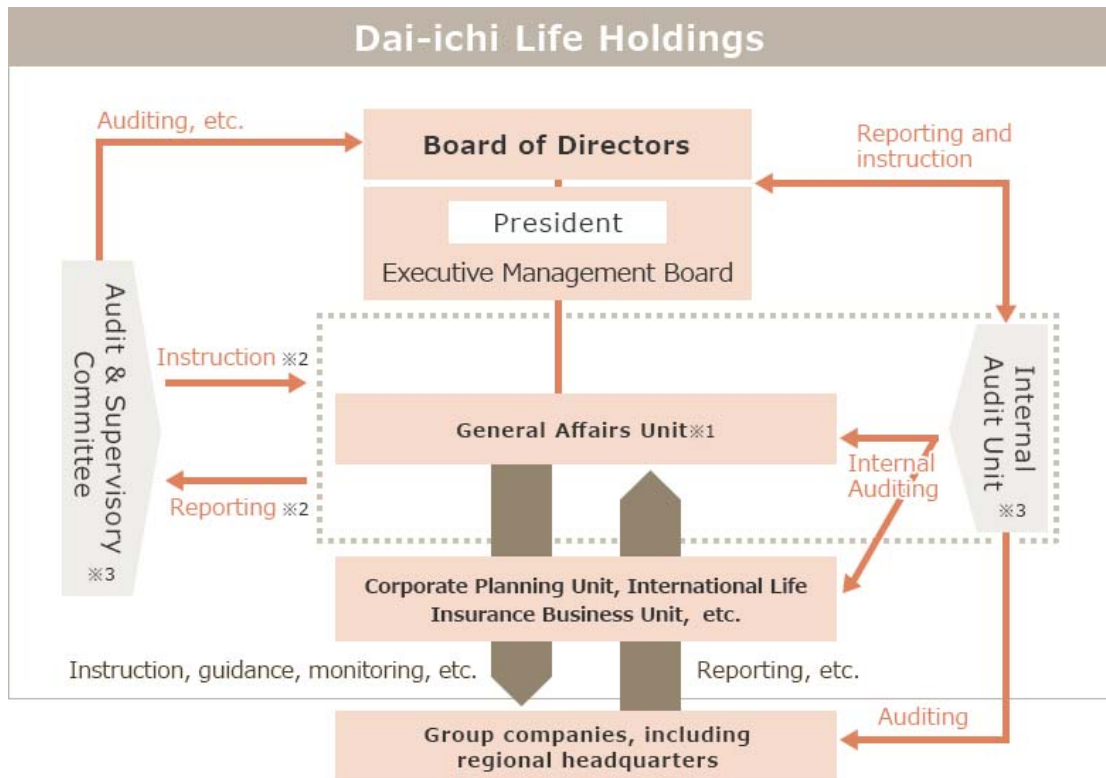 Dai-ichi Life Holdings
Auditing, etc.
Board of Directors
Reporting and
instruction
President
Executive Management Board
Audit & Supervisory
Committee
※3
Instruction ※2
Reporting ※2
General Affairs Unit※1
Internal
Auditing
Internal
Audit Unit
※3
Corporate Planning Unit, International Life
Insurance Business Unit, etc.
Instruction, guidance, monitoring, etc.
Reporting, etc.
Auditing
Group companies, including
regional headquarters